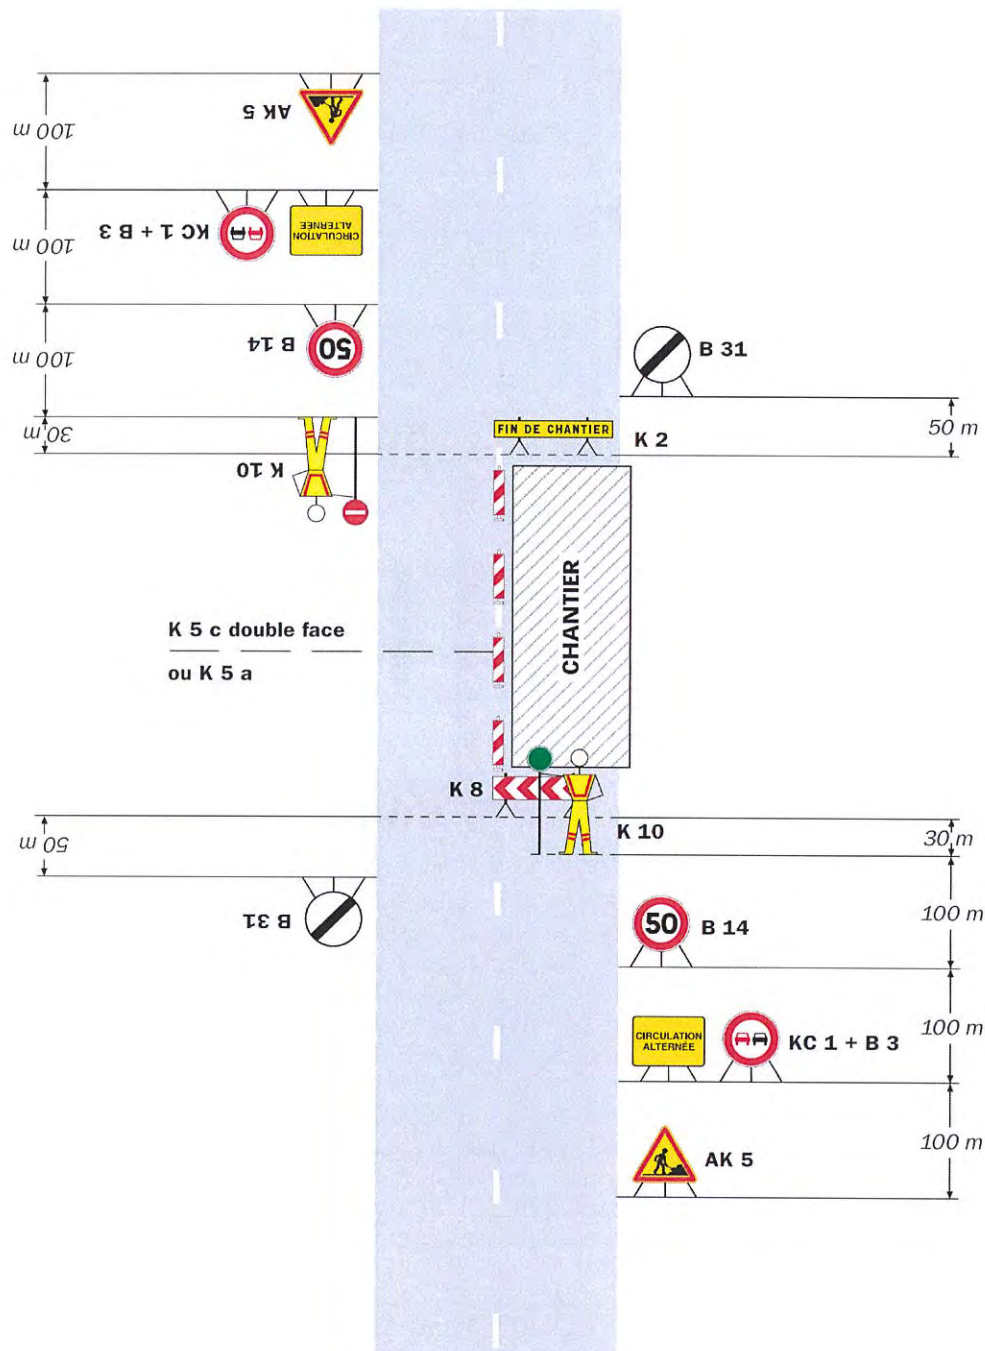 AK 5
100 m
KC 1 + B 3
CIRCULATION
ALTERNÉE
100 m
B 14
50
100 m
B 31
50 m
30 m
K 10
FIN DE CHANTIER
K 2
CHANTIER
K 5 c double face
ou K 5 a
K 8
K 10
30 m
50 m
B 31
50
B 14
100 m
CIRCULATION
ALTERNÉE
KC 1 + B 3
100 m
AK 5
100 m